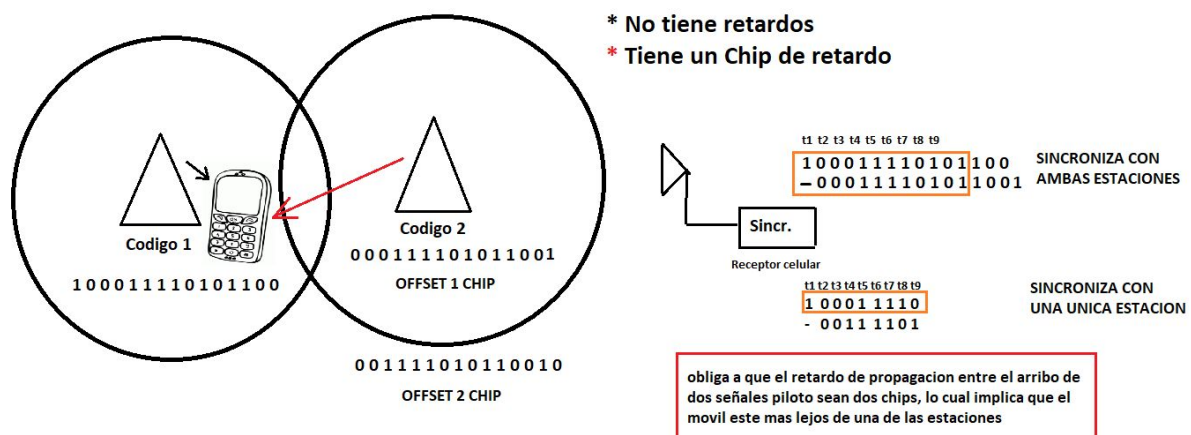 * No tiene retardos
* Tiene un Chip de retardo
Codigo 1
1 0 0 0 1 1 1 1 0 1 0 1 1 0 0
Codigo 2
0 0 0 1 1 1 1 0 1 0 1 1 0 0 1
OFFSET 1 CHIP
0 0 1 1 1 1 0 1 0 1 1 0 0 1 0
OFFSET 2 CHIP
t1 t2 t3 t4 t5 t6 t7 t8 t9
1 0 0 0 1 1 1 1 0 1 0 1 1 0 0
– 0 0 0 1 1 1 1 0 1 0 1 1 0 0 1
SINCRONIZA CON
AMBAS ESTACIONES
Sincr.
Receptor celular
t1 t2 t3 t4 t5 t6 t7 t8 t9
1 0 0 0 1 1 1 1 0
- 0 0 1 1 1 1 0 1
SINCRONIZA CON
UNA UNICA ESTACION
obliga a que el retardo de propagacion entre el arribo de
dos señales piloto sean dos chips, lo cual implica que el
movil este mas lejos de una de las estaciones